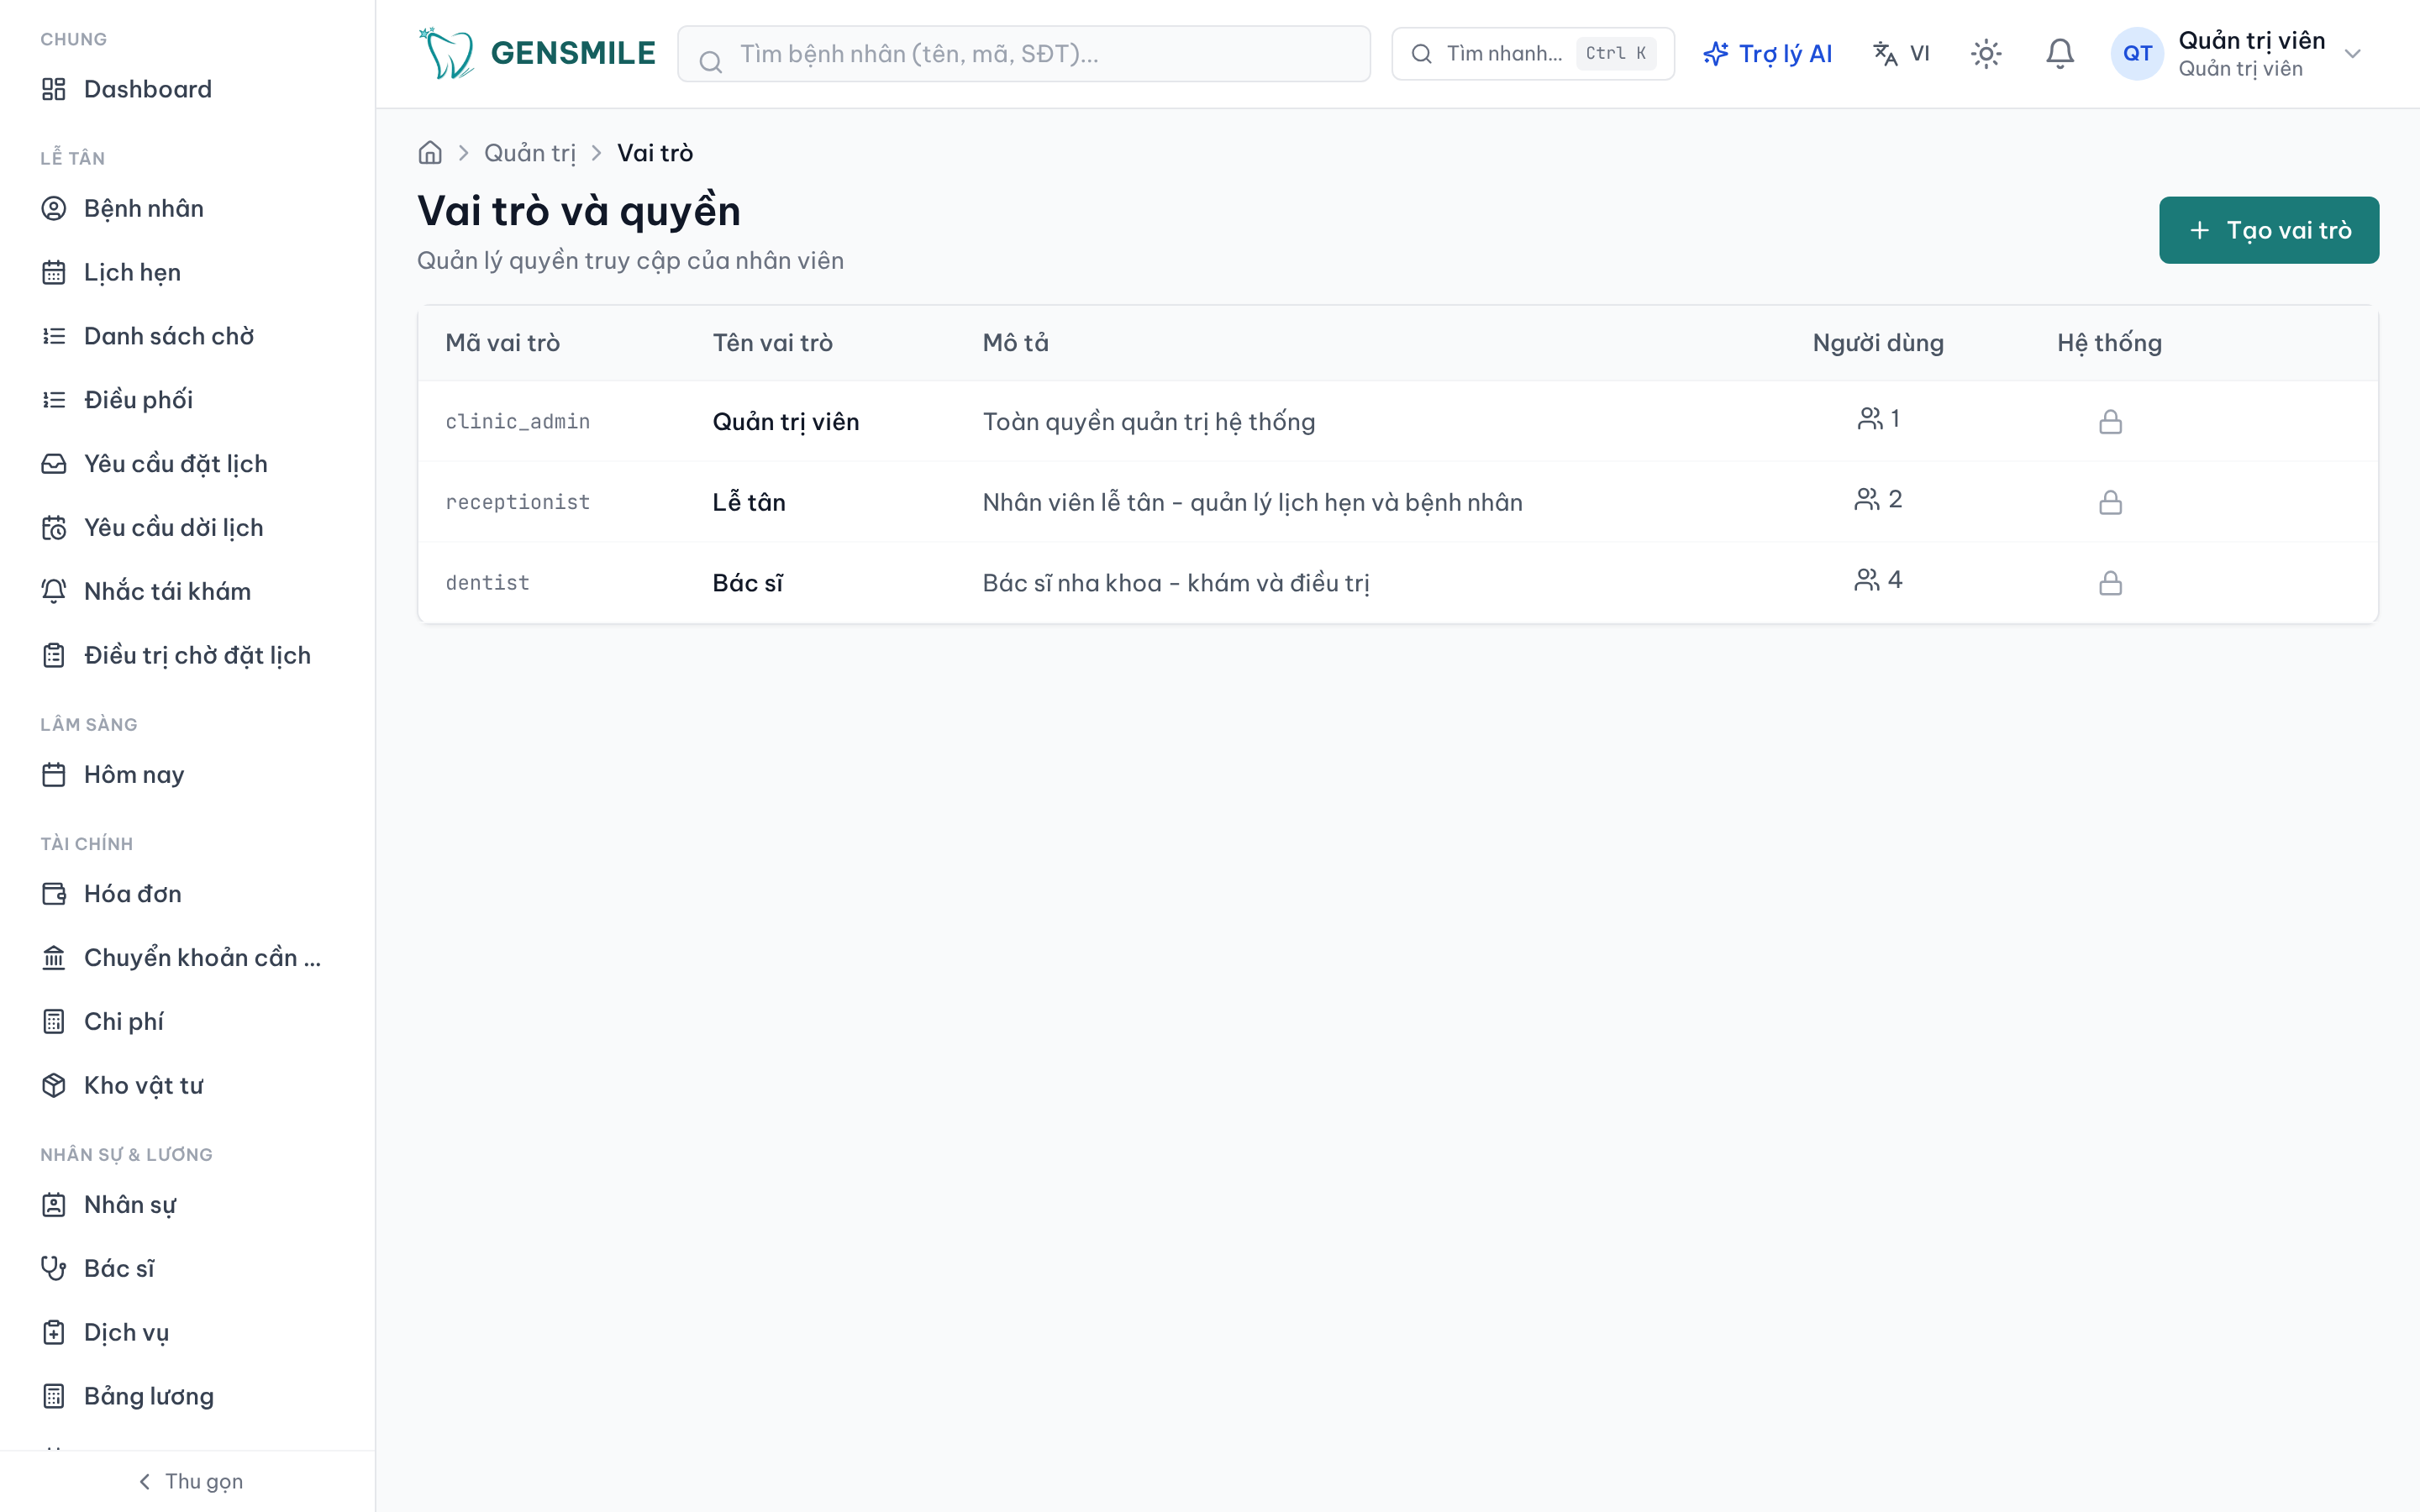 CHUNG
Dashboard
LỄ TÂN
Bệnh nhân
Lịch hẹn
Danh sách chờ
Điều phối
Yêu cầu đặt lịch
Yêu cầu dời lịch
Nhắc tái khám
Điều trị chờ đặt lịch
LÂM SÀNG
Hôm nay
TÀI CHÍNH
Hóa đơn
Chuyển khoản cần ...
Chi phí
Kho vật tư
NHÂN SỰ & LƯƠNG
Nhân sự
Bác sĩ
Dịch vụ
Bảng lương
Thu gọn
GENSMILE
Tìm bệnh nhân (tên, mã, SĐT)...
Tìm nhanh... Ctrl K
Trợ lý AI
VI
QT
Quản trị viên
Quản trị viên
Quản trị > Vai trò
Vai trò và quyền
Quản lý quyền truy cập của nhân viên
+ Tạo vai trò
Mã vai trò Tên vai trò Mô tả Người dùng Hệ thống
clinic_admin Quản trị viên Toàn quyền quản trị hệ thống 1
receptionist Lễ tân Nhân viên lễ tân - quản lý lịch hẹn và bệnh nhân 2
dentist Bác sĩ Bác sĩ nha khoa - khám và điều trị 4